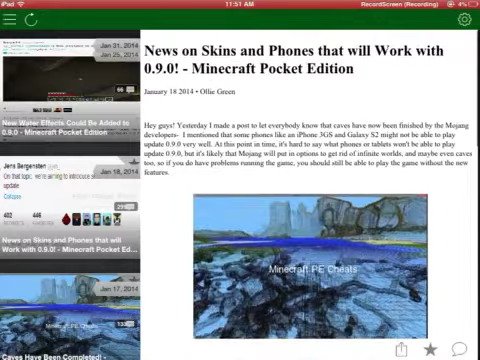 iPad
11:51 AM
RecordScreen (Recording)
4%
Jan 21, 2014
Jan 25, 2014
66
New Water Effects Could Be Added to
0.9.0 - Minecraft Pocket Edition
Jens Bergensten
Jan 18, 2014
On that topic, we're aiming to introduce
update
Collapse
402
446
News on Skins and Phones that will
Work with 0.9.0! - Minecraft Pocket Ed...
Jan 17, 2014
Minecraft PE Cheats
Caves Have Been Completed! -
News on Skins and Phones that will Work with
0.9.0! - Minecraft Pocket Edition
January 18 2014 • Ollie Green
Hey guys! Yesterday I made a post to let everybody know that caves have now been finished by the Mojang
developers- I mentioned that some phones like an iPhone 3GS and Galaxy S2 might not be able to play
update 0.9.0 very well. At this point in time, it's hard to say what phones or tablets won't be able to play
update 0.9.0, but it's likely that Mojang will put in options to get rid of infinite worlds, and maybe even caves
too, so if you do have problems running the game, you should still be able to play the game without the new
features.
Minecraft PE Cheats